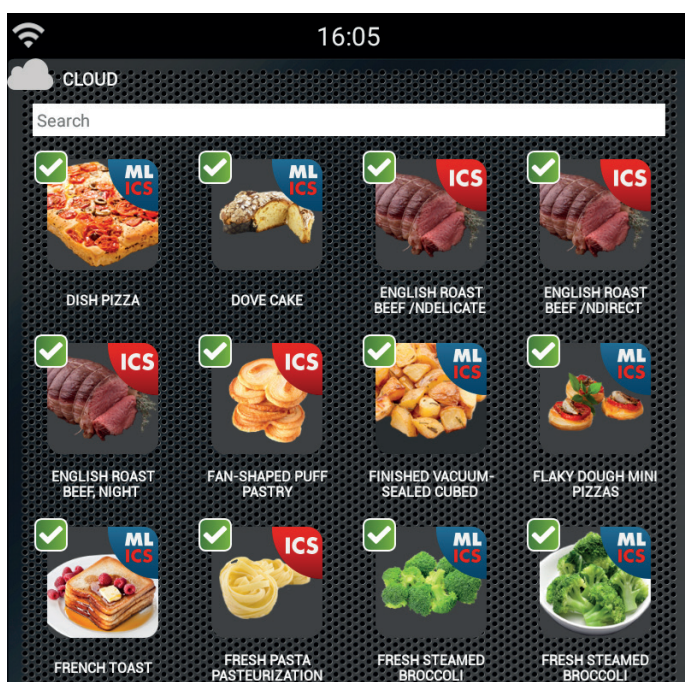 16:05
CLOUD
Search
ML
ICS
ML
ICS
ICS
ICS
DISH PIZZA
DOVE CAKE
ENGLISH ROAST
BEEF /NDELICATE
ENGLISH ROAST
BEEF /NDIRECT
ICS
ICS
ML
ICS
ML
ICS
ENGLISH ROAST
BEEF, NIGHT
FAN-SHAPED PUFF
PASTRY
FINISHED VACUUM-
SEALED CUBED
FLAKY DOUGH MINI
PIZZAS
ML
ICS
ICS
ML
ICS
ML
ICS
FRENCH TOAST
FRESH PASTA
PASTEURIZATION
FRESH STEAMED
BROCCOLI
FRESH STEAMED
BROCCOLI